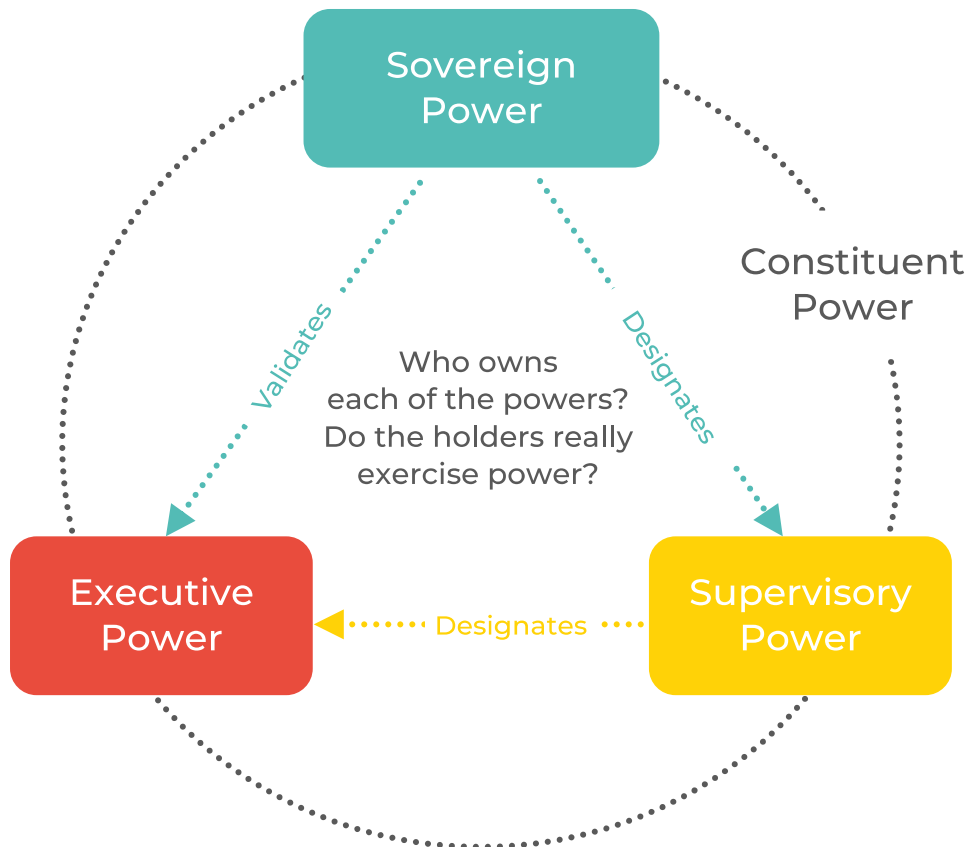 Sovereign
Power
Constituent
Power
Validates
Designates
Who owns
each of the powers?
Do the holders really
exercise power?
Executive
Power
Designates
Supervisory
Power